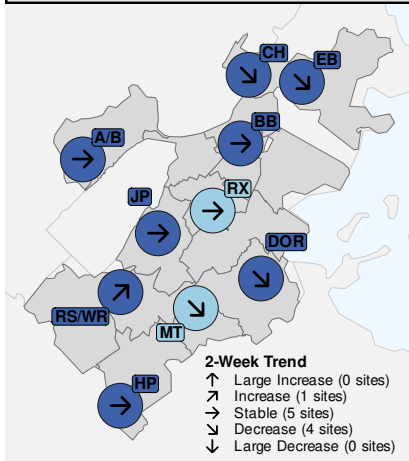 CH
EB
BB
A/B
RX
JP
DOR
RS/WR
MT
HP
2-Week Trend
↑ Large Increase (0 sites)
↗ Increase (1 sites)
→ Stable (5 sites)
↘ Decrease (4 sites)
↓ Large Decrease (0 sites)